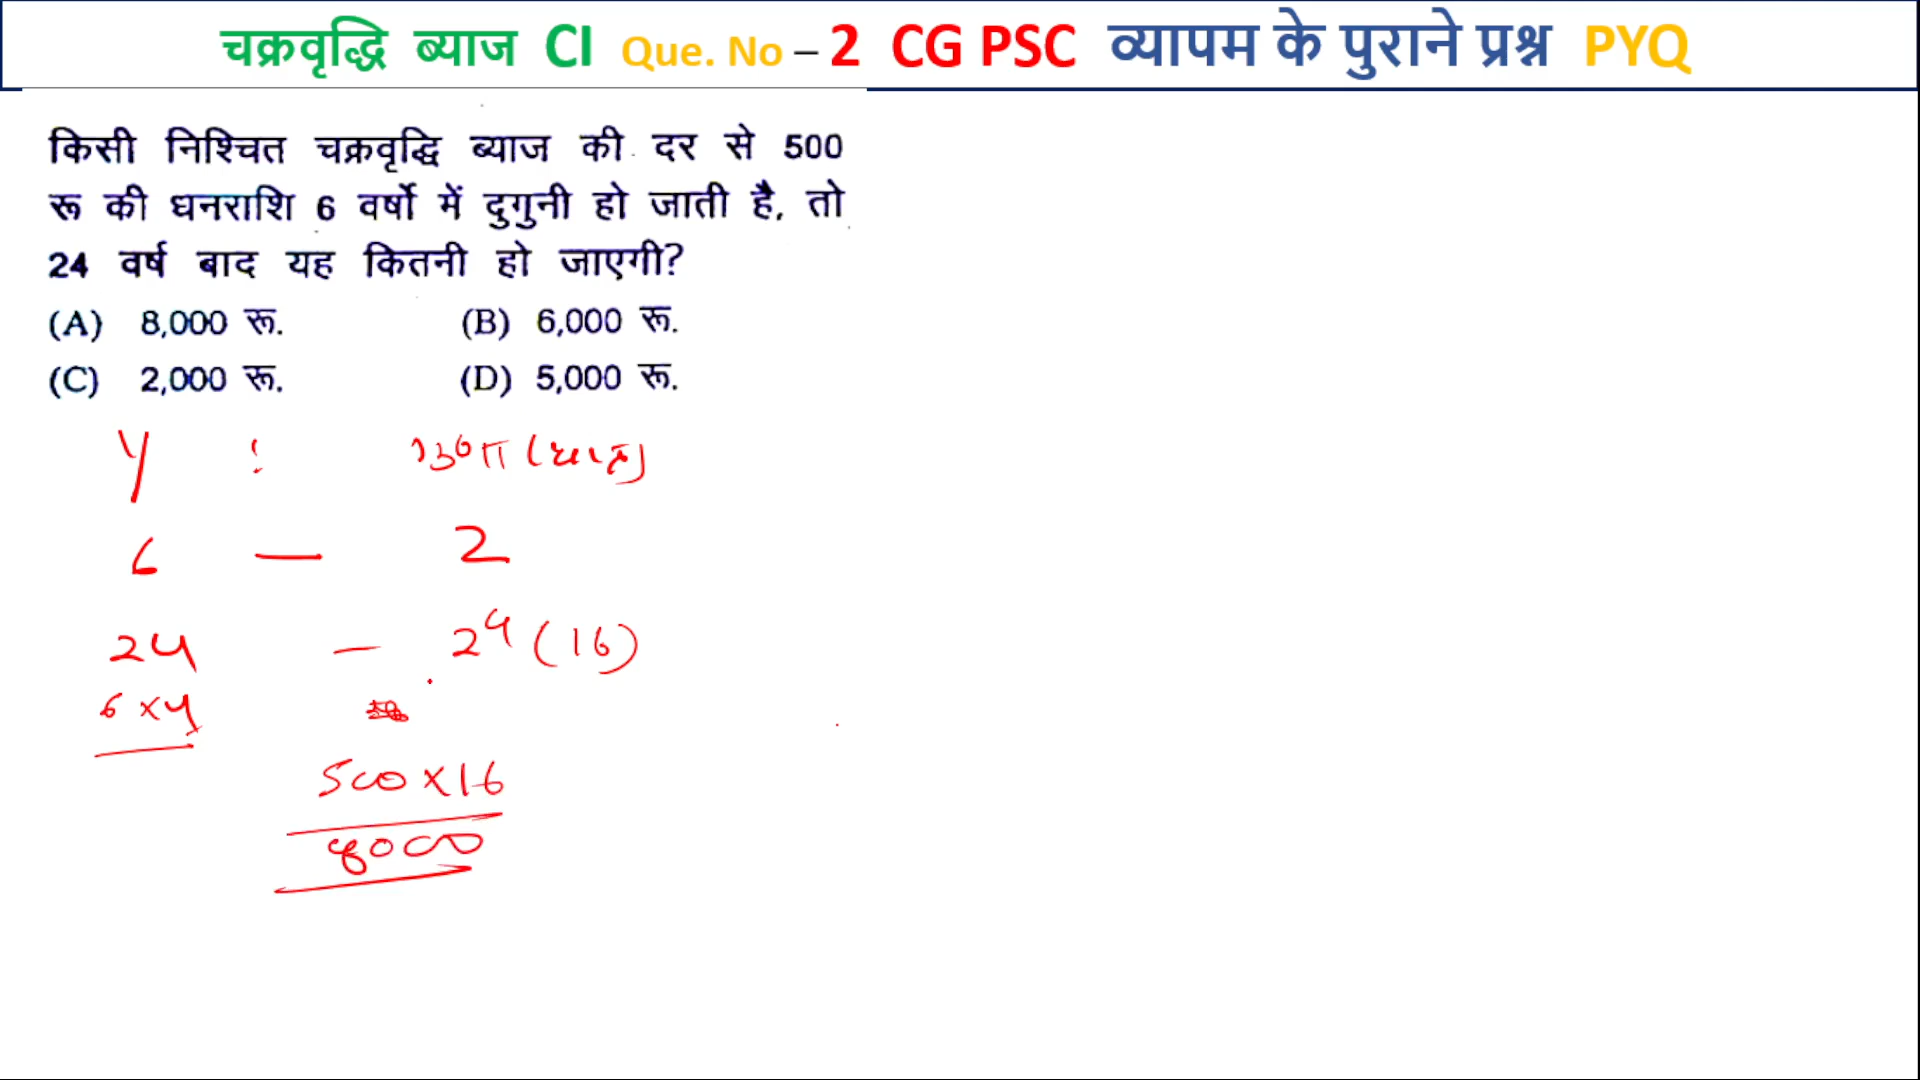 चक्रवृद्धि ब्याज CI Que. No – 2 CG PSC व्यापम के पुराने प्रश्न PYQ
किसी निश्चित चक्रवृद्धि ब्याज की दर से 500
रू की धनराशि 6 वर्षो में दुगुनी हो जाती है, तो
24 वर्ष बाद यह कितनी हो जाएगी?
(A) 8,000 रू. (B) 6,000 रू.
(C) 2,000 रू. (D) 5,000 रू.
y :
6 — 2
24 — 2⁴ (16)
6 × 4
500 × 16
8000